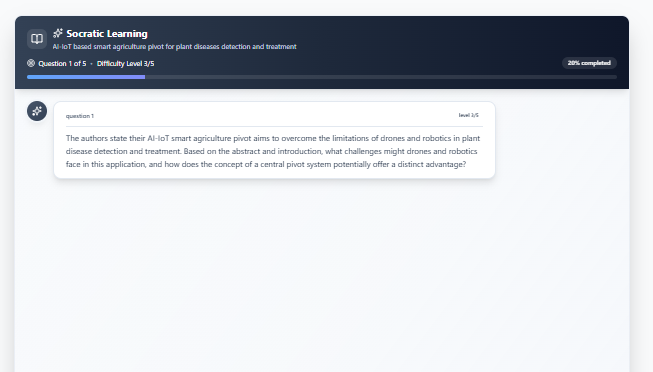 Socratic Learning
AI-IoT based smart agriculture pivot for plant diseases detection and treatment
Question 1 of 5 • Difficulty Level 3/5
20% completed
question 1
level 3/5
The authors state their AI-IoT smart agriculture pivot aims to overcome the limitations of drones and robotics in plant
disease detection and treatment. Based on the abstract and introduction, what challenges might drones and robotics
face in this application, and how does the concept of a central pivot system potentially offer a distinct advantage?